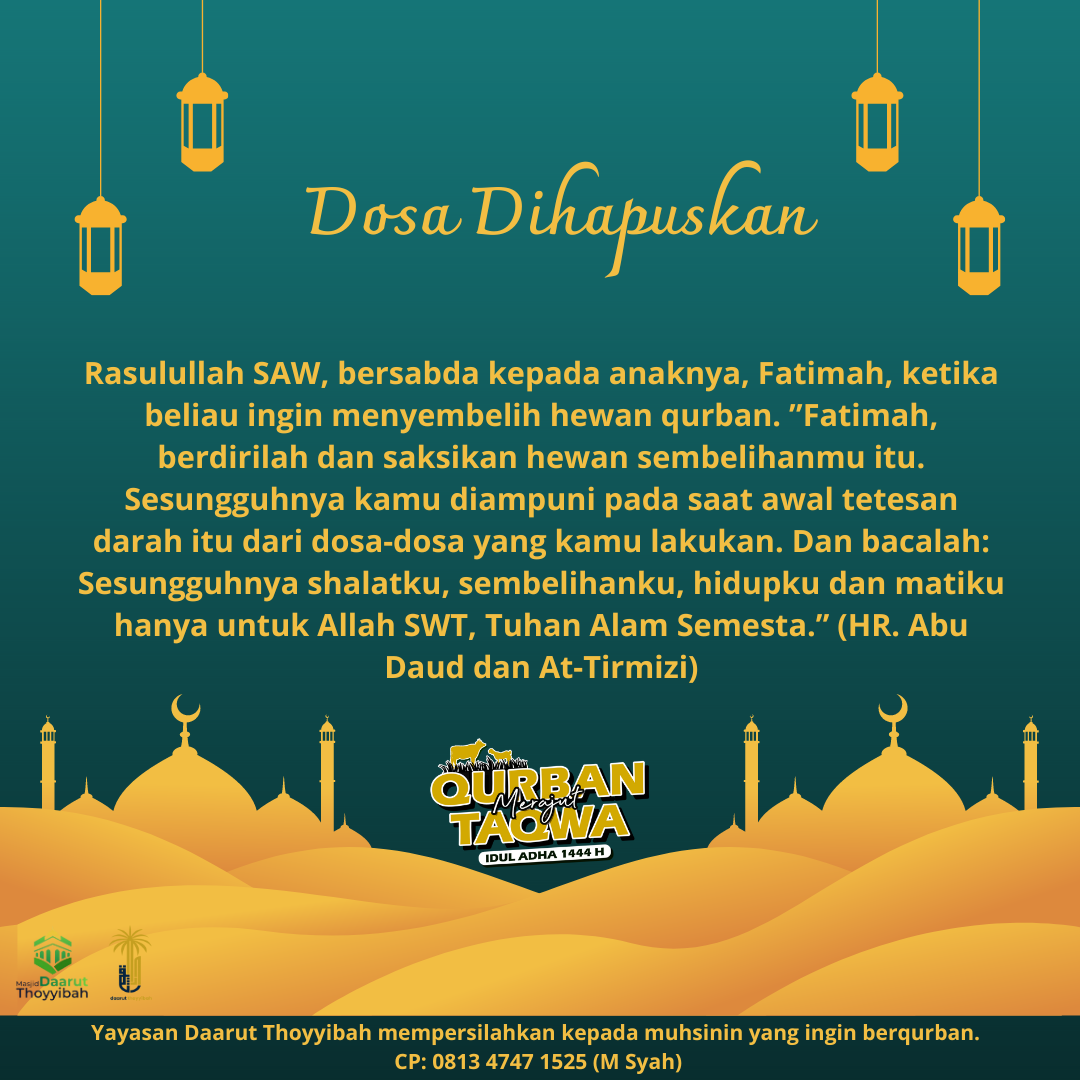 Dosa Dihapuskan
Rasulullah SAW, bersabda kepada anaknya, Fatimah, ketika
beliau ingin menyembelih hewan qurban. ”Fatimah,
berdirilah dan saksikan hewan sembelihanmu itu.
Sesungguhnya kamu diampuni pada saat awal tetesan
darah itu dari dosa-dosa yang kamu lakukan. Dan bacalah:
Sesungguhnya shalatku, sembelihanku, hidupku dan matiku
hanya untuk Allah SWT, Tuhan Alam Semesta.” (HR. Abu
Daud dan At-Tirmizi)
QURBAN
Merajut
TAQWA
IDUL ADHA 1444 H
Masjid Daarut
Thoyyibah
daarut thoyyibah
Yayasan Daarut Thoyyibah mempersilahkan kepada muhsinin yang ingin berqurban.
CP: 0813 4747 1525 (M Syah)